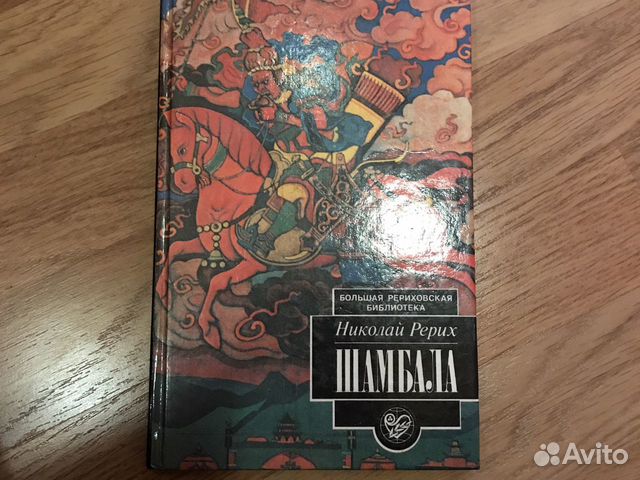 БОЛЬШАЯ РЕРИХОВСКАЯ
БИБЛИОТЕКА
Николай Рерих
ШАМБАЛА
Avito